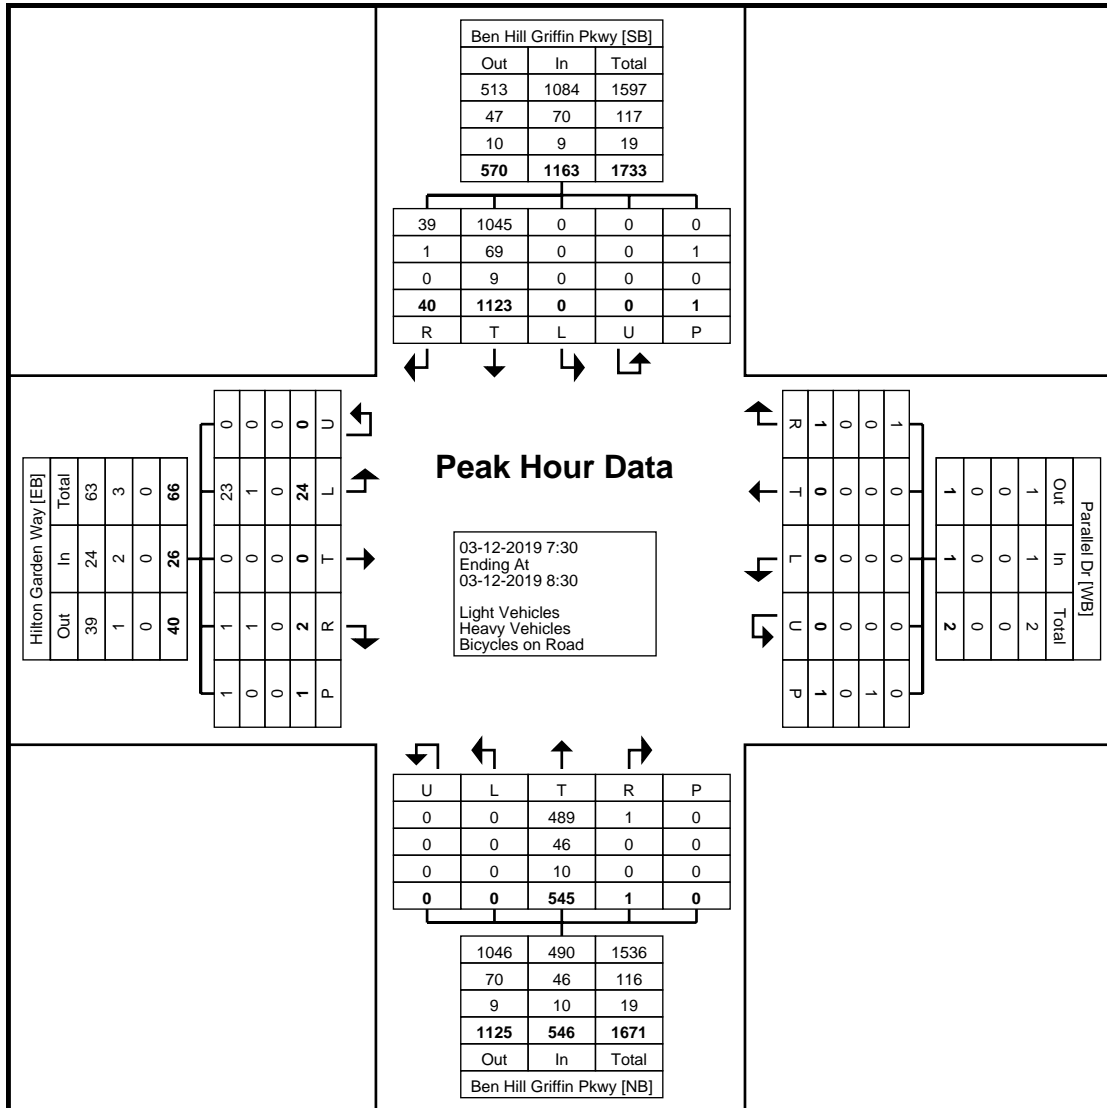 Ben Hill Griffin Pkwy [SB]
Out In Total
513 1084 1597
47 70 117
10 9 19
570 1163 1733
39 1045 0 0 0
1 69 0 0 1
0 9 0 0 0
40 1123 0 0 1
R T L U P
Hilton Garden Way [EB]
Total In Out
63 24 39
3 2 1
0 0 0
66 26 40
0 23 0 1 1
0 1 0 1 0
0 0 0 0 0
0 24 0 2 1
U L T R P
Peak Hour Data
03-12-2019 7:30
Ending At
03-12-2019 8:30
Light Vehicles
Heavy Vehicles
Bicycles on Road
R T L U P
1 0 0 0 1
0 0 0 0 0
0 0 0 0 1
1 0 0 0 0
Parallel Dr [WB]
Out In Total
1 1 2
0 0 0
0 0 0
1 1 2
U L T R P
0 0 489 1 0
0 0 46 0 0
0 0 10 0 0
0 0 545 1 0
1046 490 1536
70 46 116
9 10 19
1125 546 1671
Out In Total
Ben Hill Griffin Pkwy [NB]